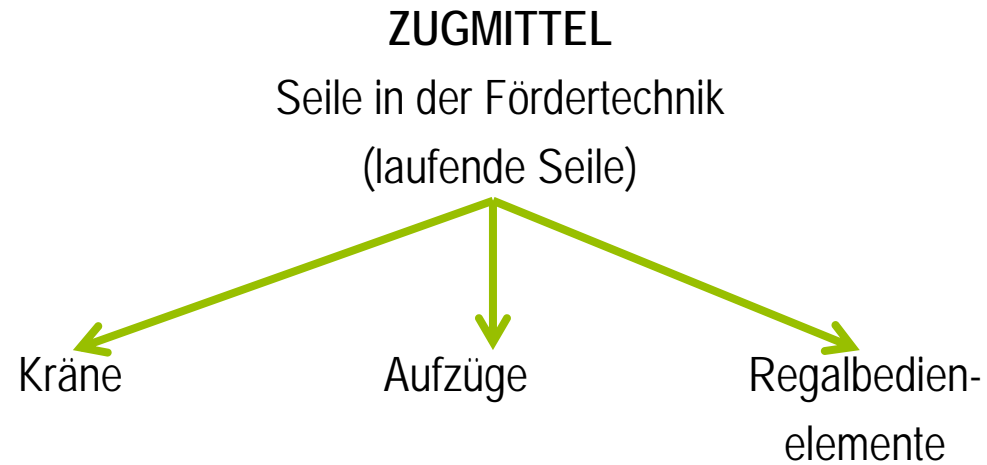 ZUGMITTEL
Seile in der Fördertechnik
(laufende Seile)
Kräne
Aufzüge
Regalbedien-
elemente